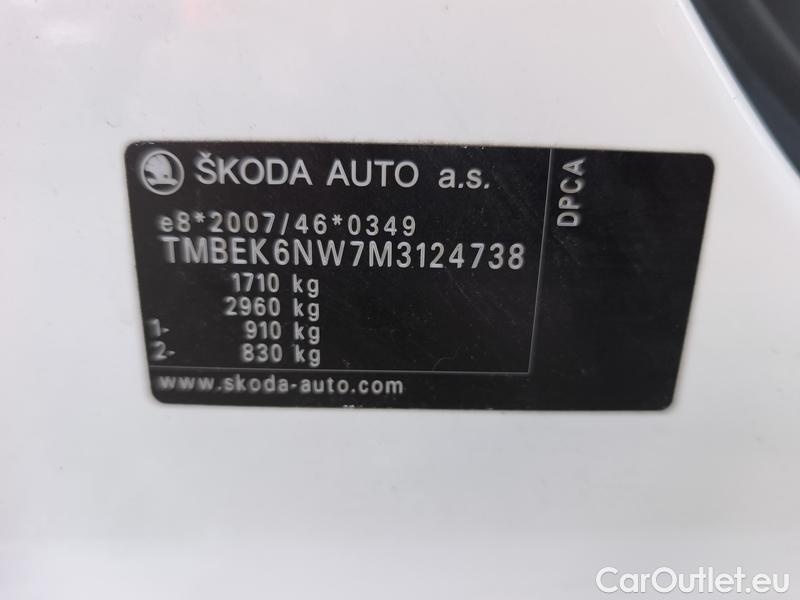 ŠKODA AUTO a.s.
e8*2007/46*0349
TMBEK6NW7M3124738
1710 kg
2960 kg
1- 910 kg
2- 830 kg
www.skoda-auto.com
DPCA
CarOutlet.eu